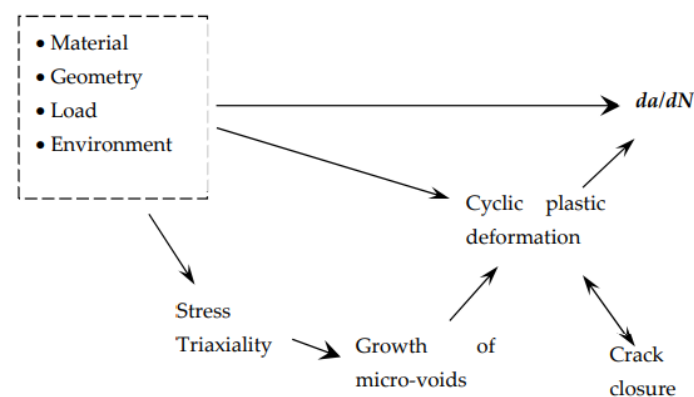 • Material
• Geometry
• Load
• Environment
da/dN
Cyclic plastic
deformation
Stress
Triaxiality
Growth of
micro-voids
Crack
closure